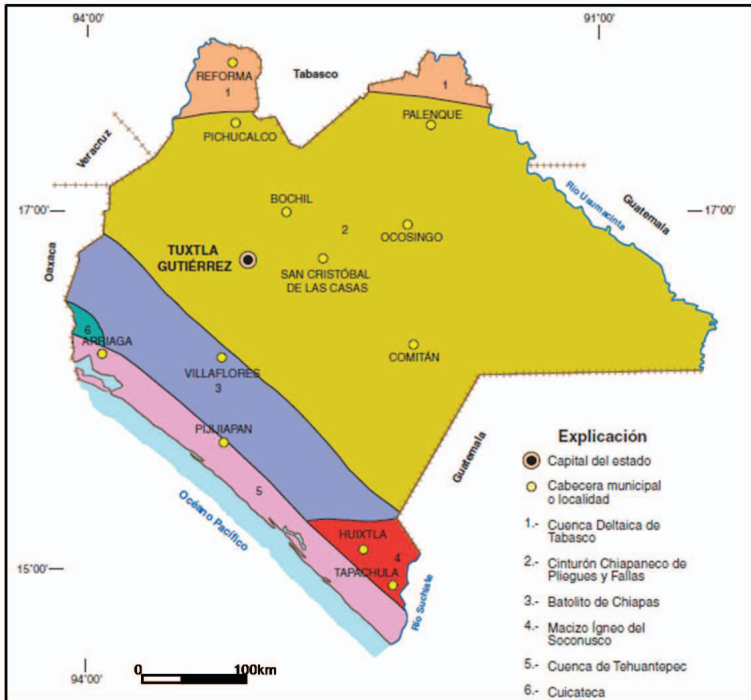 94°00'
91°00'
REFORMA
1
Tabasco
1
PICHUCALCO
PALENQUE
Veracruz
Río Usumacinta
Guatemala
17°00'
17°00'
BOCHIL
2
OCOSINGO
Oaxaca
TUXTLA
GUTIÉRREZ
SAN CRISTÓBAL
DE LAS CASAS
6
ARRIAGA
VILLAFLORES
3
COMITÁN
PIJIJIAPAN
5
Océano Pacífico
Guatemala
HUIXTLA
4
TAPACHULA
Río Suchiate
15°00'
94°00'
0
100km
Explicación
Capital del estado
Cabecera municipal
o localidad
1.- Cuenca Deltaica de
Tabasco
2.- Cinturón Chiapaneco de
Pliegues y Fallas
3.- Batolito de Chiapas
4.- Macizo Ígneo del
Soconusco
5.- Cuenca de Tehuantepec
6.- Cuicateca